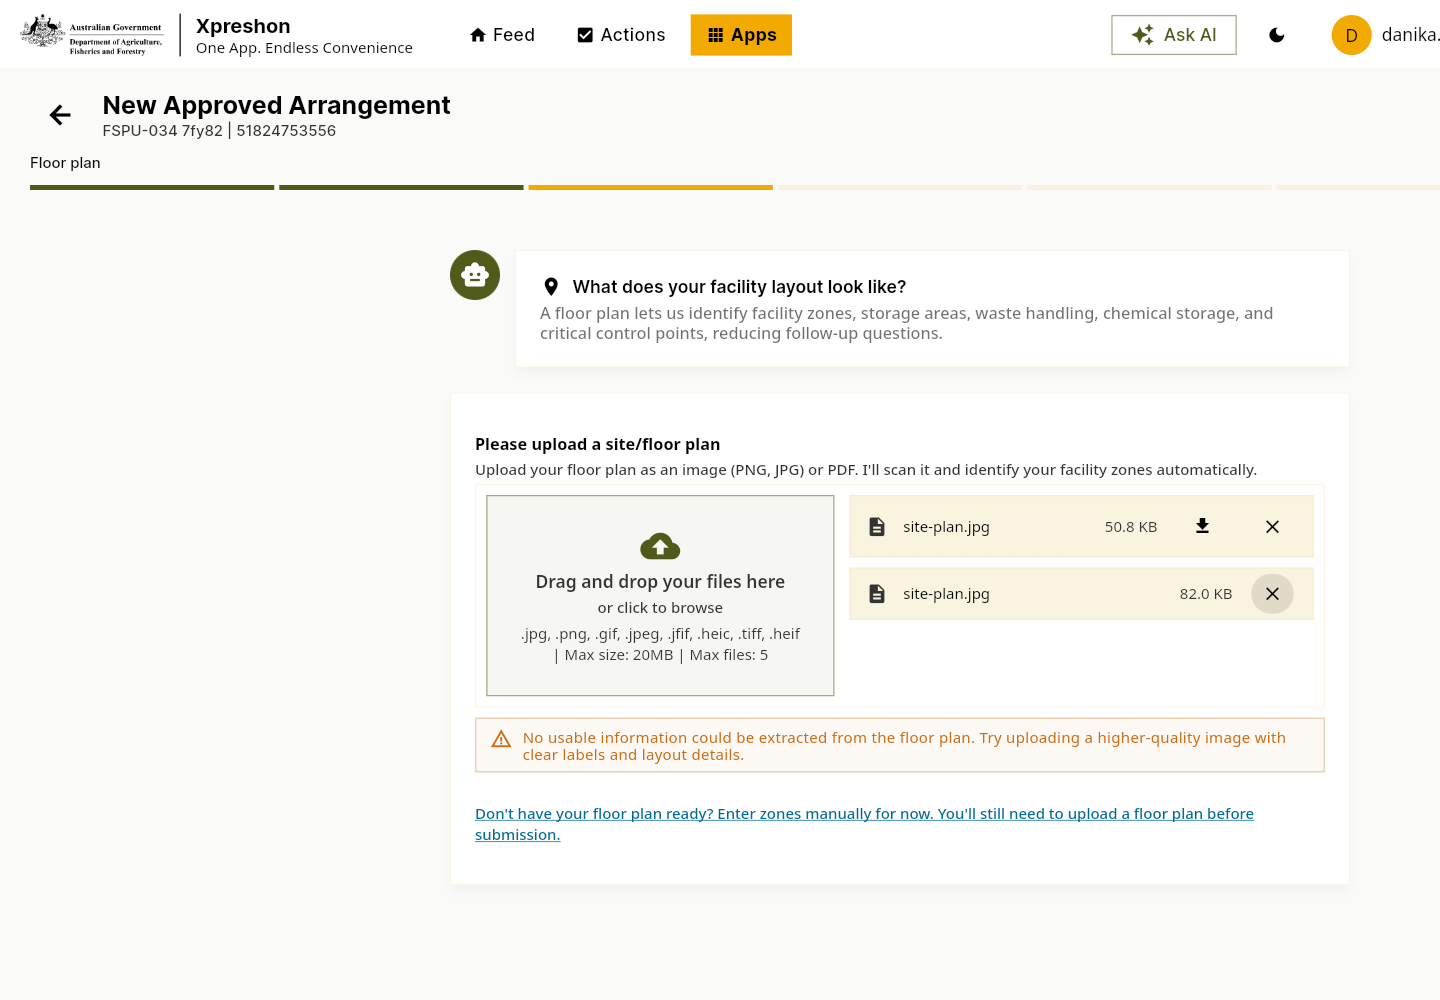 Australian Government
Department of Agriculture,
Fisheries and Forestry
Xpreshon
One App. Endless Convenience
Feed
Actions
Apps
Ask AI
D
danika.
New Approved Arrangement
FSPU-034 7fy82 | 51824753556
Floor plan
What does your facility layout look like?
A floor plan lets us identify facility zones, storage areas, waste handling, chemical storage, and
critical control points, reducing follow-up questions.
Please upload a site/floor plan
Upload your floor plan as an image (PNG, JPG) or PDF. I'll scan it and identify your facility zones automatically.
Drag and drop your files here
or click to browse
.jpg, .png, .gif, .jpeg, .jfif, .heic, .tiff, .heif
| Max size: 20MB | Max files: 5
site-plan.jpg
50.8 KB
site-plan.jpg
82.0 KB
No usable information could be extracted from the floor plan. Try uploading a higher-quality image with
clear labels and layout details.
Don't have your floor plan ready? Enter zones manually for now. You'll still need to upload a floor plan before
submission.